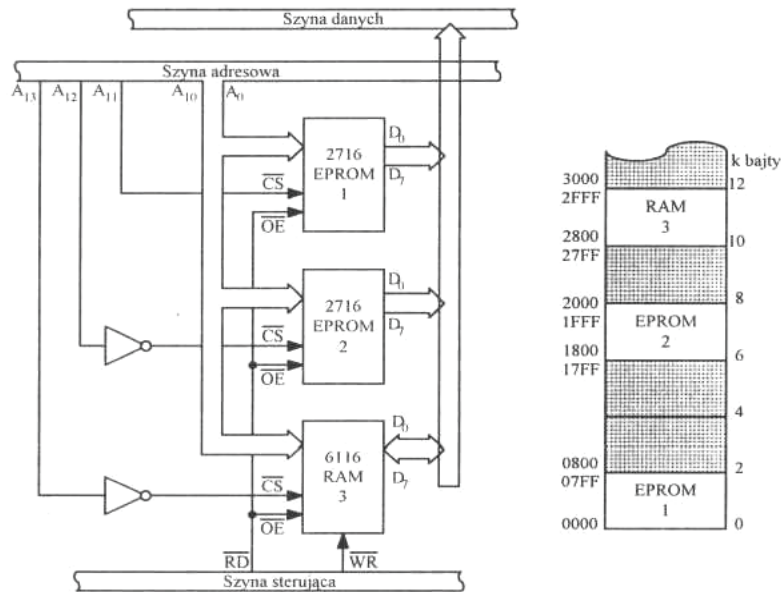 Szyna danych
Szyna adresowa
A13 A12 A11 A10 A0
2716
EPROM
1
CS
OE
D0
D7
2716
EPROM
2
CS
OE
D0
D7
6116
RAM
3
CS
OE
D0
D7
RD
WR
Szyna sterująca
k bajty
3000
12
2FFF
RAM
3
2800
10
27FF
2000
8
1FFF
EPROM
2
1800
6
17FF
4
0800
2
07FF
EPROM
1
0000
0